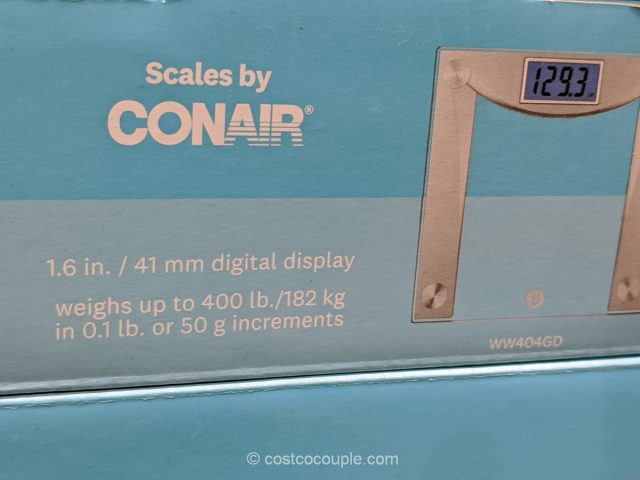 Scales by
CONAIR®
129.3
1.6 in. / 41 mm digital display
weighs up to 400 lb./182 kg
in 0.1 lb. or 50 g increments
WW404GD
© costcocouple.com